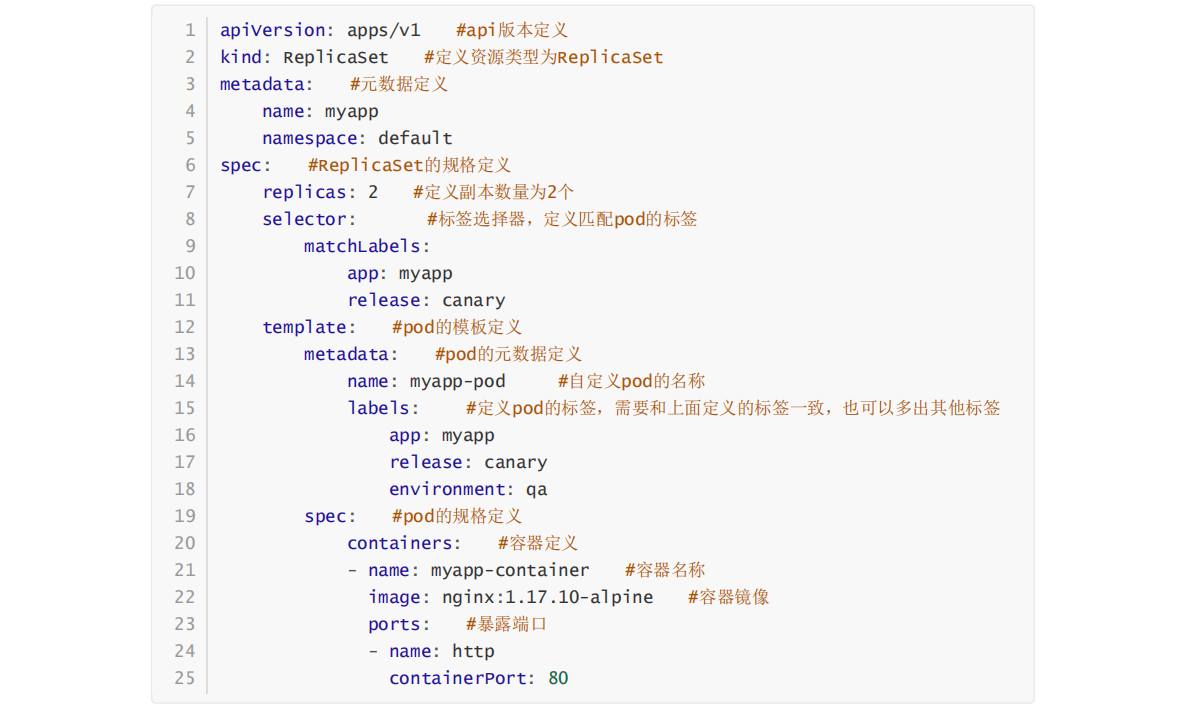 1 apiVersion: apps/v1 #api版本定义
2 kind: ReplicaSet #定义资源类型为ReplicaSet
3 metadata: #元数据定义
4 name: myapp
5 namespace: default
6 spec: #ReplicaSet的规格定义
7 replicas: 2 #定义副本数量为2个
8 selector: #标签选择器，定义匹配pod的标签
9 matchLabels:
10 app: myapp
11 release: canary
12 template: #pod的模板定义
13 metadata: #pod的元数据定义
14 name: myapp-pod #自定义pod的名称
15 labels: #定义pod的标签，需要和上面定义的标签一致，也可以多出其他标签
16 app: myapp
17 release: canary
18 environment: qa
19 spec: #pod的规格定义
20 containers: #容器定义
21 - name: myapp-container #容器名称
22 image: nginx:1.17.10-alpine #容器镜像
23 ports: #暴露端口
24 - name: http
25 containerPort: 80